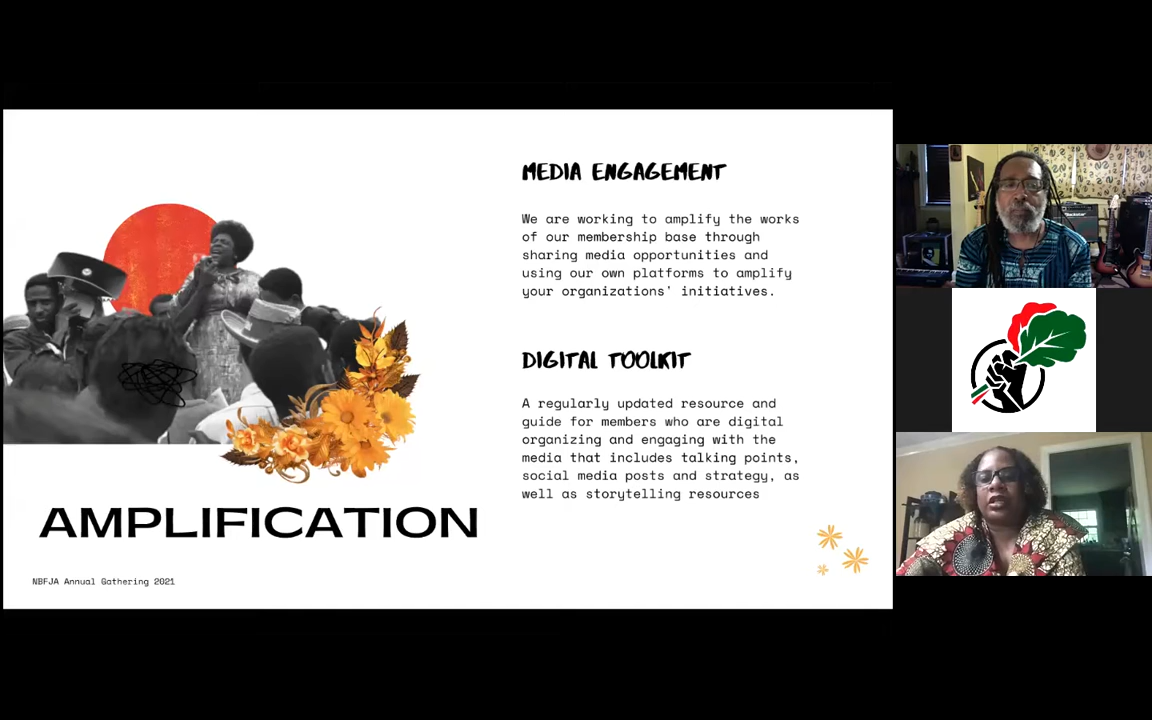 MEDIA ENGAGEMENT
We are working to amplify the works
of our membership base through
sharing media opportunities and
using our own platforms to amplify
your organizations' initiatives.
DIGITAL TOOLKIT
A regularly updated resource and
guide for members who are digital
organizing and engaging with the
media that includes talking points,
social media posts and strategy, as
well as storytelling resources
AMPLIFICATION
NBFJA Annual Gathering 2021
Blackstar